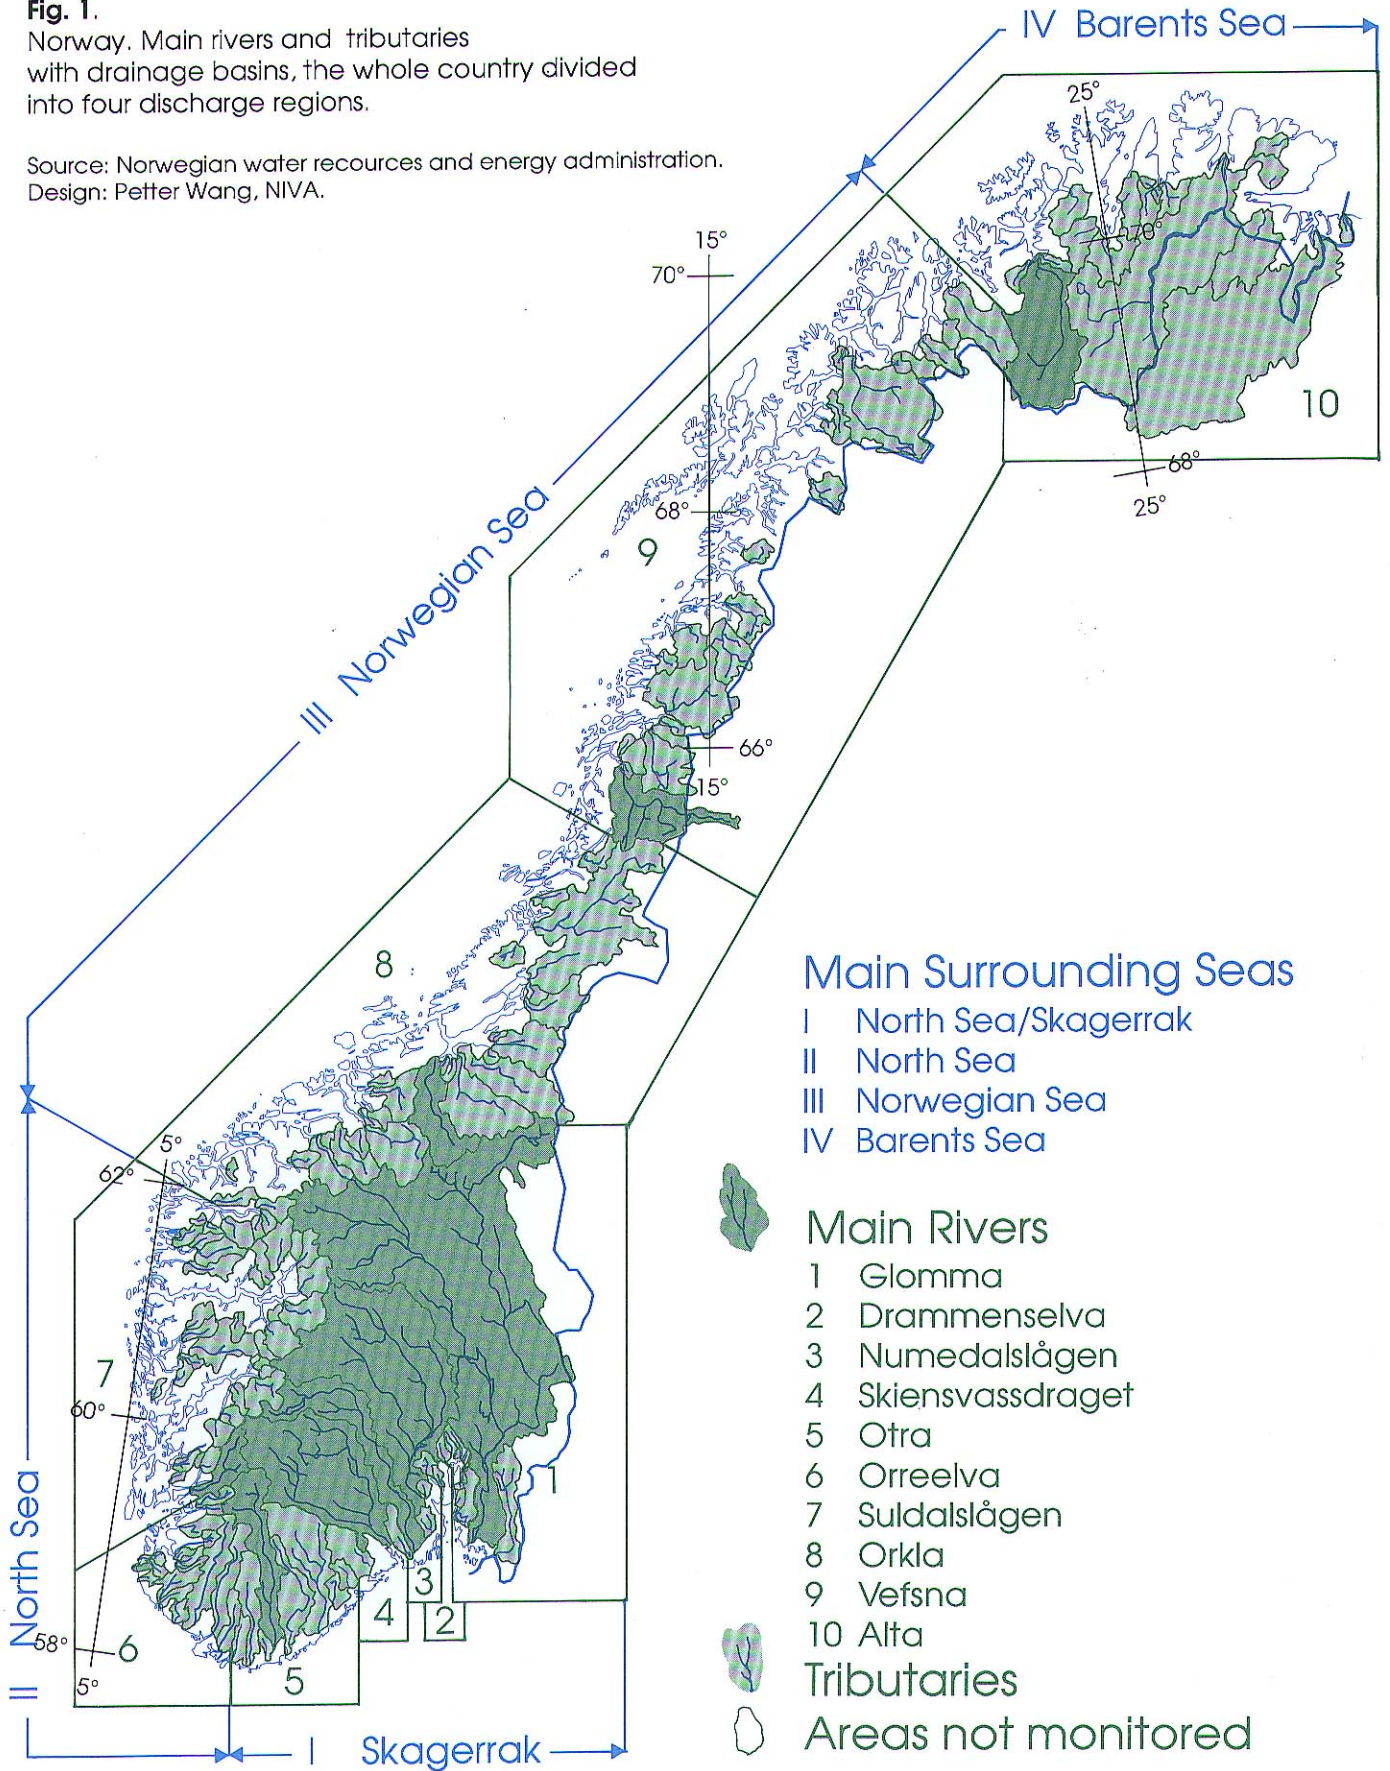 Fig. 1.
Norway. Main rivers and tributaries
with drainage basins, the whole country divided
into four discharge regions.
Source: Norwegian water recources and energy administration.
Design: Petter Wang, NIVA.
IV Barents Sea
25°
70°
10
68°
25°
15°
70°
68°
9
66°
15°
III Norwegian Sea
8
5°
62°
7
60°
II North Sea
58°
6
5°
5
4
3
2
1
I Skagerrak
Main Surrounding Seas
I North Sea/Skagerrak
II North Sea
III Norwegian Sea
IV Barents Sea
Main Rivers
1 Glomma
2 Drammenselva
3 Numedalslågen
4 Skiensvassdraget
5 Otra
6 Orreelva
7 Suldalslågen
8 Orkla
9 Vefsna
10 Alta
Tributaries
Areas not monitored